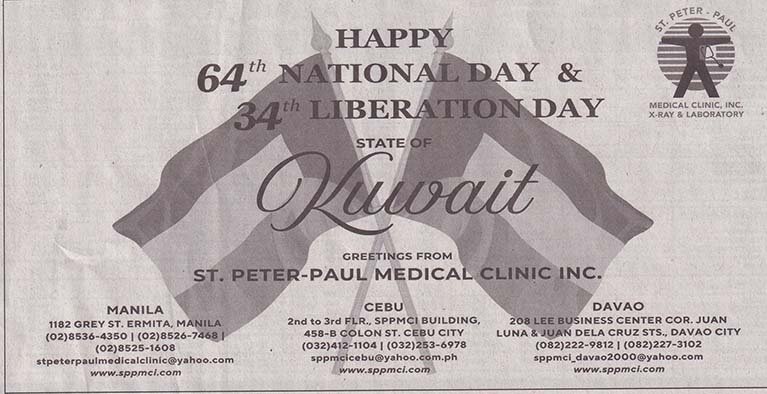 HAPPY
64th NATIONAL DAY &
34th LIBERATION DAY
STATE OF
Kuwait
GREETINGS FROM
ST. PETER-PAUL MEDICAL CLINIC INC.
ST. PETER - PAUL
MEDICAL CLINIC, INC.
X-RAY & LABORATORY
MANILA
1182 GREY ST. ERMITA, MANILA
(02)8536-4350 | (02)8526-7468 |
(02)8525-1608
stpeterpaulmedicalclinic@yahoo.com
www.sppmci.com
CEBU
2nd to 3rd FLR., SPPMCI BUILDING,
458-B COLON ST. CEBU CITY
(032)412-1104 | (032)253-6978
sppmcicebu@yahoo.com.ph
www.sppmci.com
DAVAO
208 LEE BUSINESS CENTER COR. JUAN
LUNA & JUAN DELA CRUZ STS., DAVAO CITY
(082)222-9812 | (082)227-3102
sppmci_davao2000@yahoo.com
www.sppmci.com